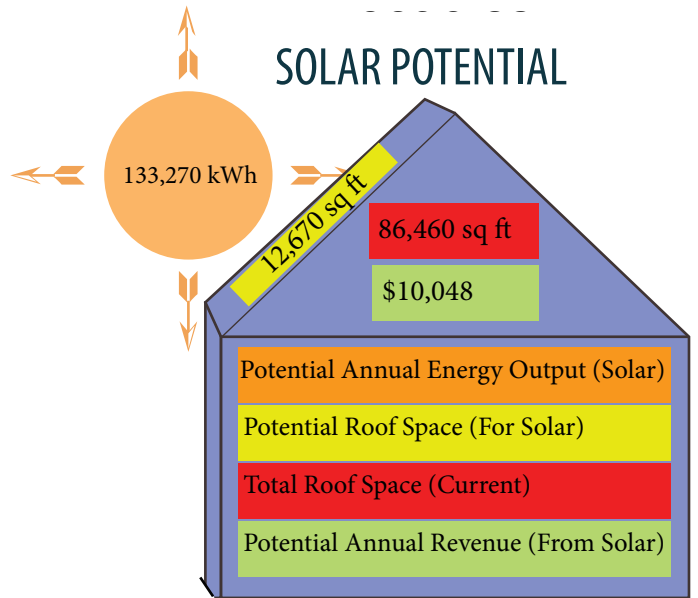 SOLAR POTENTIAL
133,270 kWh
12,670 sq ft
86,460 sq ft
$10,048
Potential Annual Energy Output (Solar)
Potential Roof Space (For Solar)
Total Roof Space (Current)
Potential Annual Revenue (From Solar)